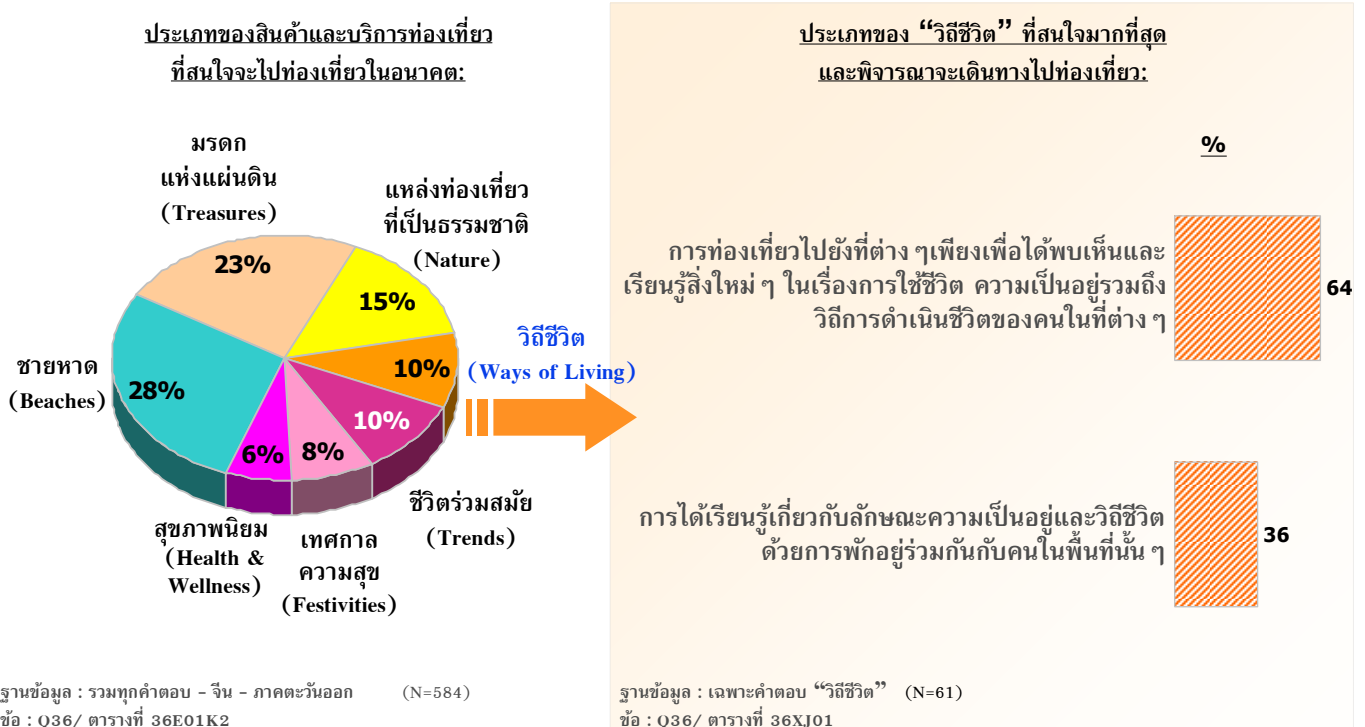 ประเภทของสินค้าและบริการท่องเที่ยว
ที่สนใจจะไปท่องเที่ยวในอนาคต:
มรดก
แห่งแผ่นดิน
(Treasures)
23%
แหล่งท่องเที่ยว
ที่เป็นธรรมชาติ
(Nature)
15%
วิถีชีวิต
(Ways of Living)
10%
ชายหาด
(Beaches)
28%
10%
ชีวิตร่วมสมัย
(Trends)
8%
เทศกาล
ความสุข
(Festivities)
6%
สุขภาพนิยม
(Health &
Wellness)
ฐานข้อมูล : รวมทุกคำตอบ - จีน - ภาคตะวันออก (N=584)
ข้อ : Q36/ ตารางที่ 36E01K2
ประเภทของ “วิถีชีวิต” ที่สนใจมากที่สุด
และพิจารณาจะเดินทางไปท่องเที่ยว:
%
การท่องเที่ยวไปยังที่ต่าง ๆเพียงเพื่อได้พบเห็นและ
เรียนรู้สิ่งใหม่ ๆ ในเรื่องการใช้ชีวิต ความเป็นอยู่รวมถึง
วิถีการดำเนินชีวิตของคนในที่ต่าง ๆ
64
การได้เรียนรู้เกี่ยวกับลักษณะความเป็นอยู่และวิถีชีวิต
ด้วยการพักอยู่ร่วมกันกับคนในพื้นที่นั้น ๆ
36
ฐานข้อมูล : เฉพาะคำตอบ “วิถีชีวิต” (N=61)
ข้อ : Q36/ ตารางที่ 36XJ01